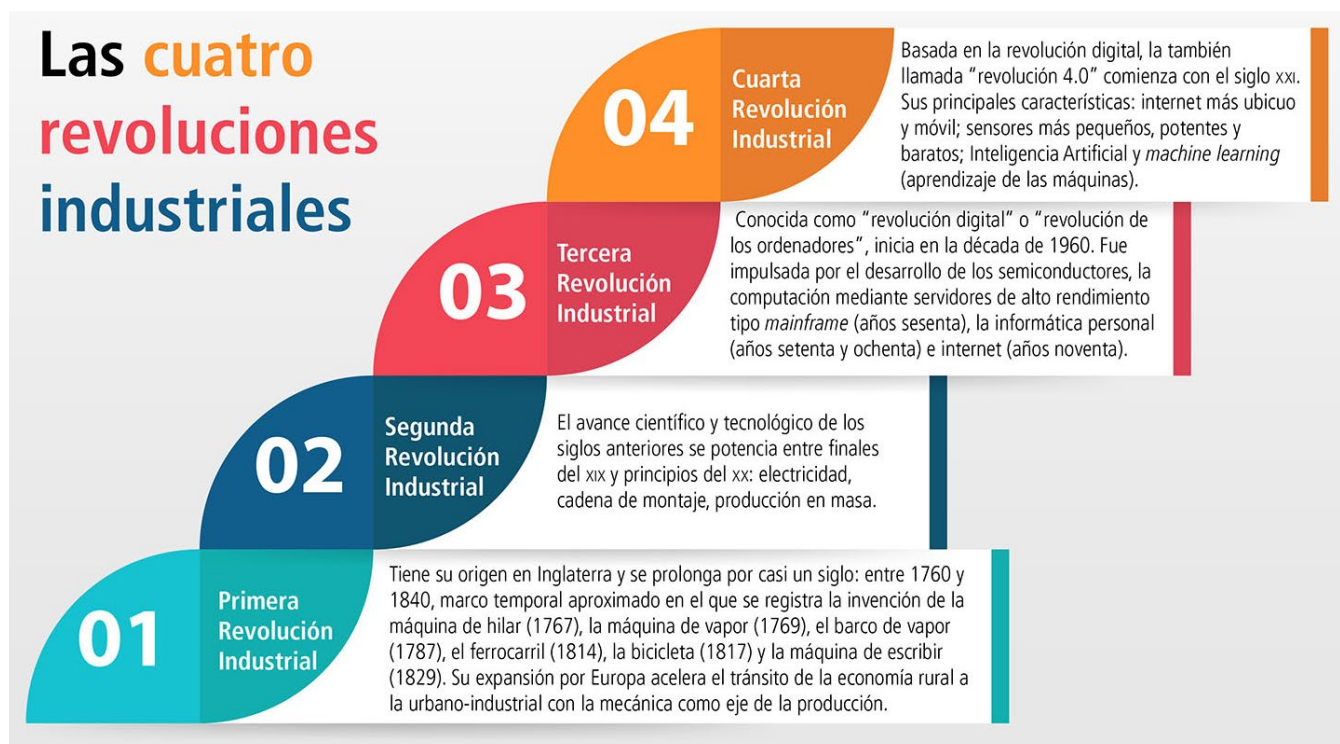 Las cuatro
revoluciones
industriales
04
Cuarta
Revolución
Industrial
Basada en la revolución digital, la también
llamada “revolución 4.0” comienza con el siglo XXI.
Sus principales características: internet más ubicuo
y móvil; sensores más pequeños, potentes y
baratos; Inteligencia Artificial y machine learning
(aprendizaje de las máquinas).
03
Tercera
Revolución
Industrial
Conocida como “revolución digital” o “revolución de
los ordenadores”, inicia en la década de 1960. Fue
impulsada por el desarrollo de los semiconductores, la
computación mediante servidores de alto rendimiento
tipo mainframe (años sesenta), la informática personal
(años setenta y ochenta) e internet (años noventa).
02
Segunda
Revolución
Industrial
El avance científico y tecnológico de los
siglos anteriores se potencia entre finales
del XIX y principios del XX: electricidad,
cadena de montaje, producción en masa.
01
Primera
Revolución
Industrial
Tiene su origen en Inglaterra y se prolonga por casi un siglo: entre 1760 y
1840, marco temporal aproximado en el que se registra la invención de la
máquina de hilar (1767), la máquina de vapor (1769), el barco de vapor
(1787), el ferrocarril (1814), la bicicleta (1817) y la máquina de escribir
(1829). Su expansión por Europa acelera el tránsito de la economía rural a
la urbano-industrial con la mecánica como eje de la producción.